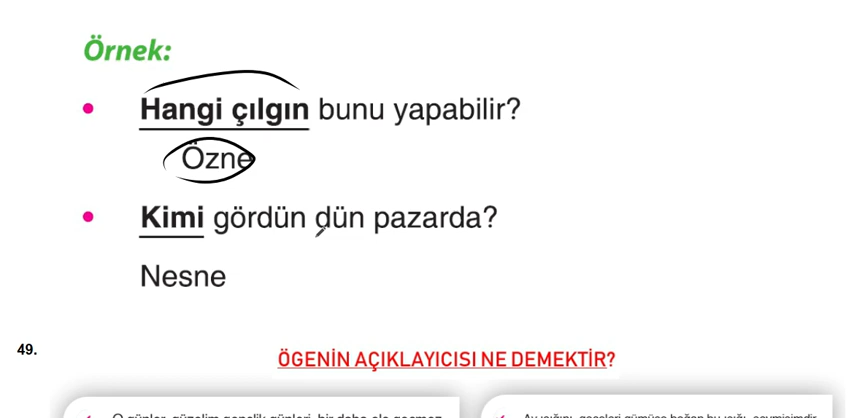 Örnek:
Hangi çılgın bunu yapabilir?
Özne
Kimi gördün dün pazarda?
Nesne
49.
ÖGENİN AÇIKLAYICISI NE DEMEKTİR?